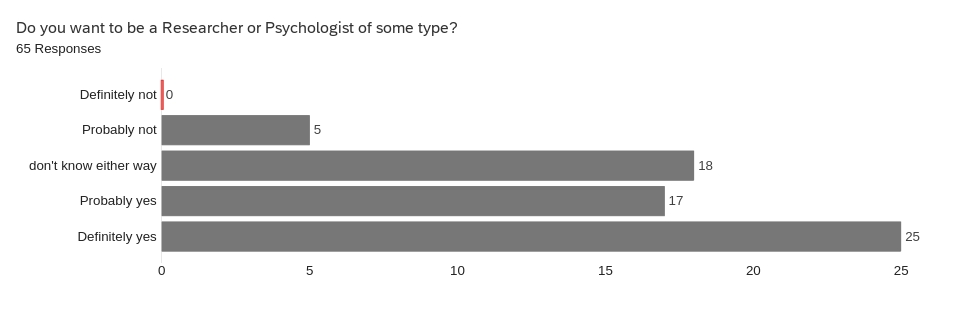 Do you want to be a Researcher or Psychologist of some type?
65 Responses
Definitely not 0
Probably not 5
don't know either way 18
Probably yes 17
Definitely yes 25
0 5 10 15 20 25